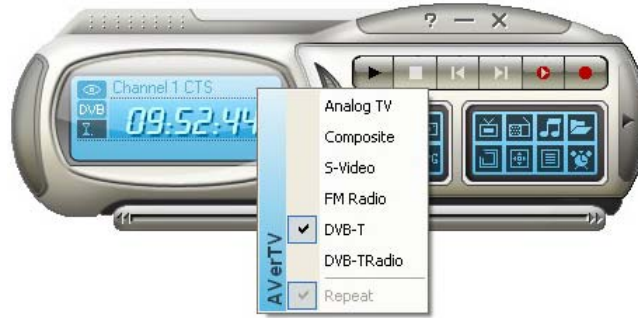 ?
Channel 1 CTS
DVB
09:52:44
Analog TV
Composite
S-Video
FM Radio
DVB-T
DVB-TRadio
Repeat
AVerTV